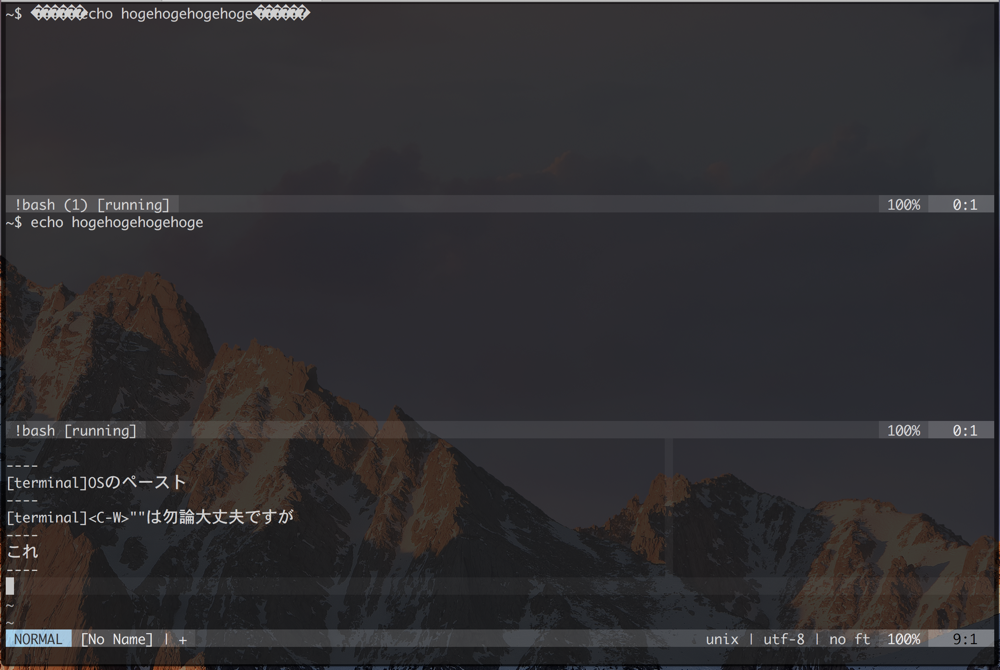 ~$ ������echo hogehogehogehoge������
!bash (1) [running] 100% 0:1
~$ echo hogehogehogehoge
!bash [running] 100% 0:1
----
[terminal]OSのペースト
----
[terminal]<C-W>""は勿論大丈夫ですが
----
これ
----
~
~
NORMAL [No Name] | + unix | utf-8 | no ft 100% 9:1